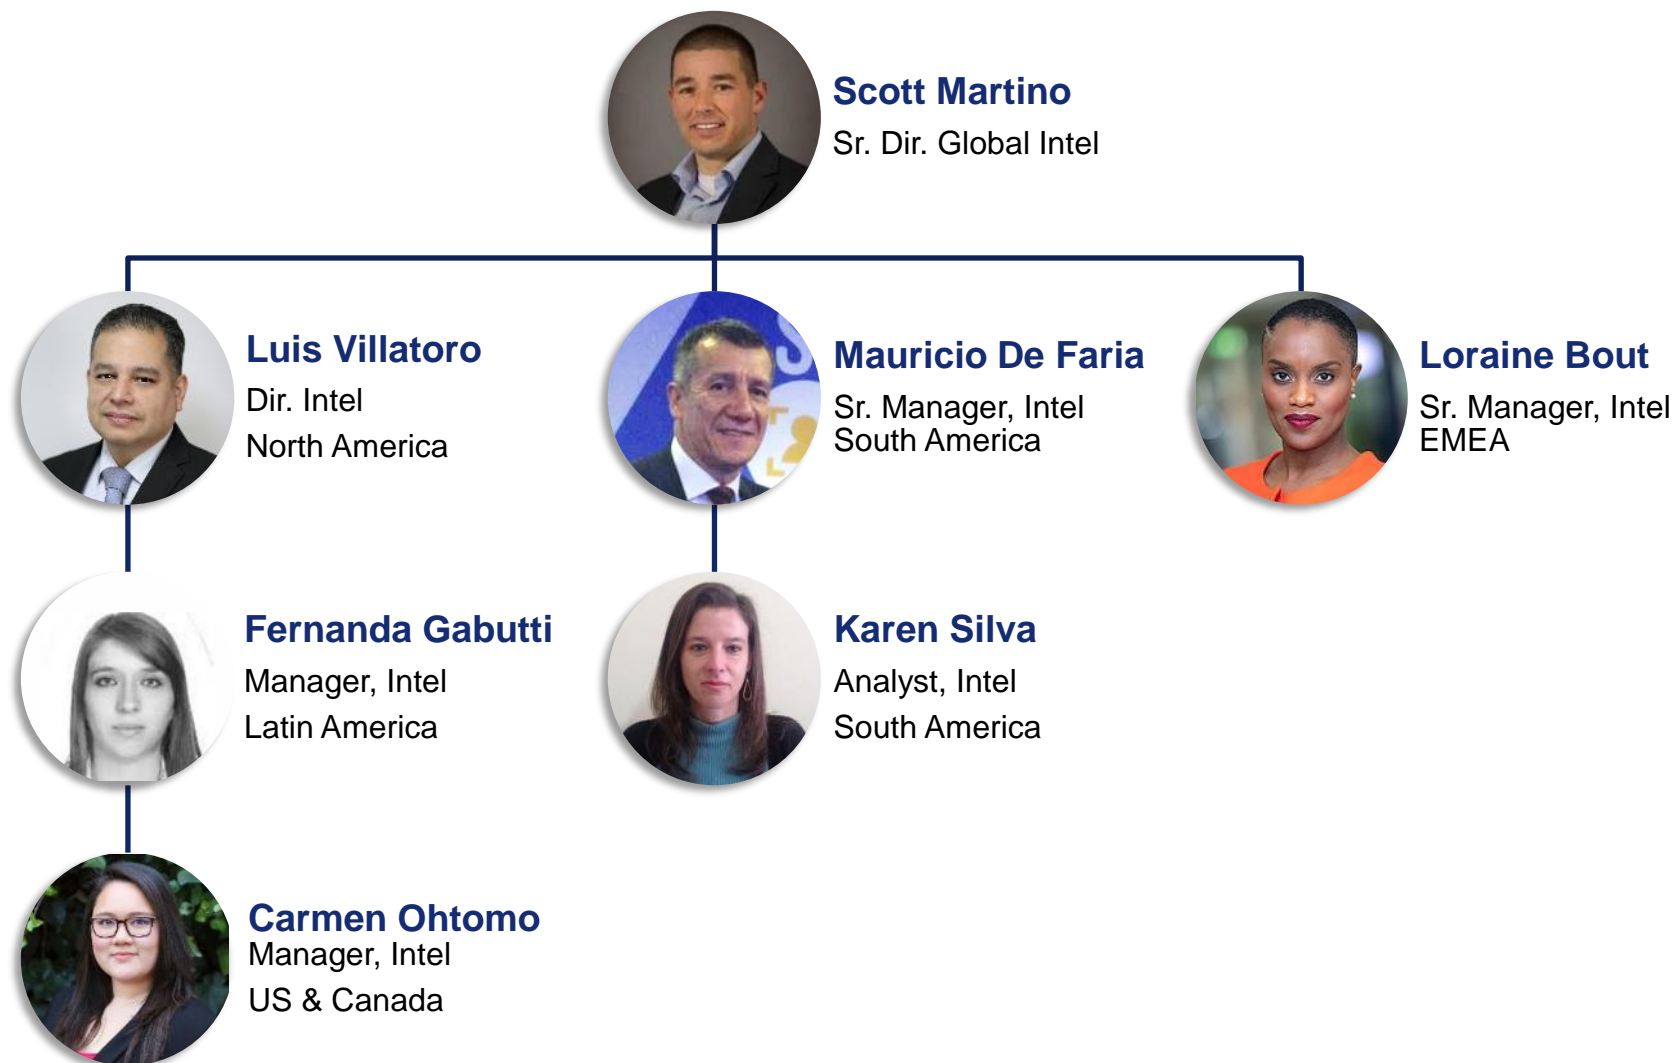 Scott Martino
Sr. Dir. Global Intel
Luis Villatoro
Dir. Intel
North America
Mauricio De Faria
Sr. Manager, Intel
South America
Loraine Bout
Sr. Manager, Intel
EMEA
Fernanda Gabutti
Manager, Intel
Latin America
Karen Silva
Analyst, Intel
South America
Carmen Ohtomo
Manager, Intel
US & Canada